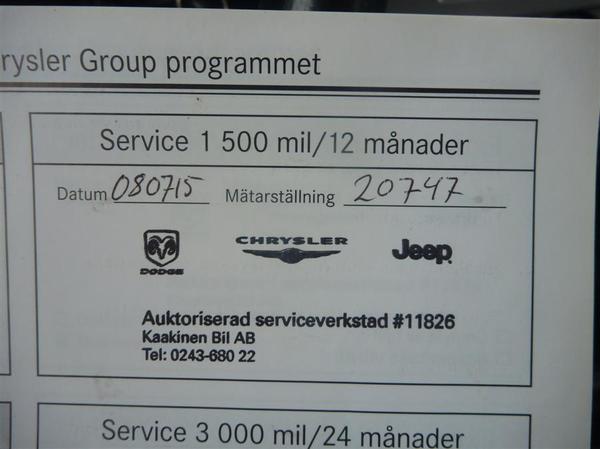 rysler Group programmet
Service 1 500 mil/12 månader
Datum 080715 Mätarställning 20747
DODGE CHRYSLER Jeep
Auktoriserad serviceverkstad #11826
Kaakinen Bil AB
Tel: 0243-680 22
Service 3 000 mil/24 månader